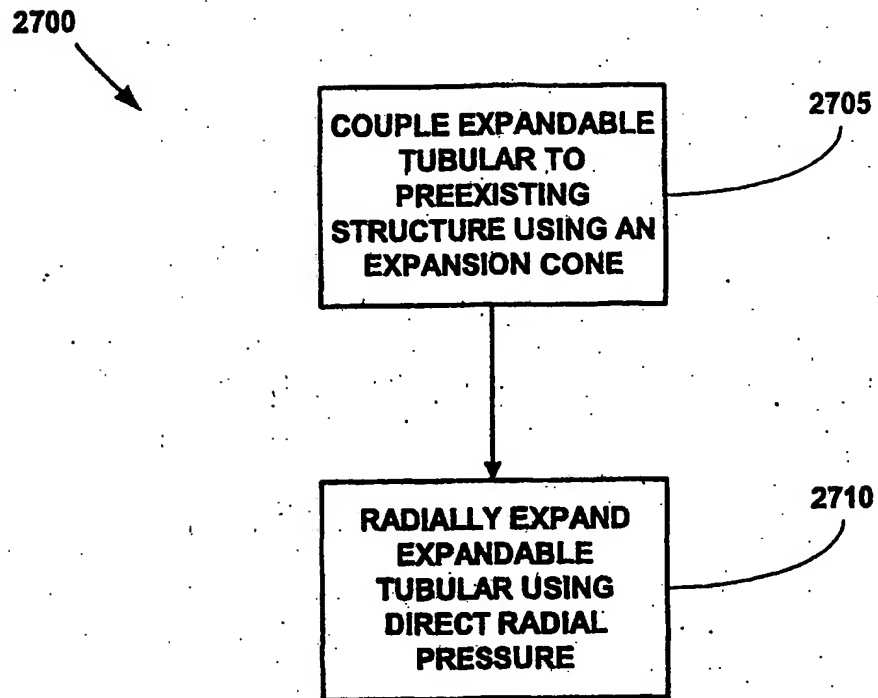 2700
COUPLE EXPANDABLE
TUBULAR TO
PREEXISTING
STRUCTURE USING AN
EXPANSION CONE
2705
RADIALLY EXPAND
EXPANDABLE
TUBULAR USING
DIRECT RADIAL
PRESSURE
2710